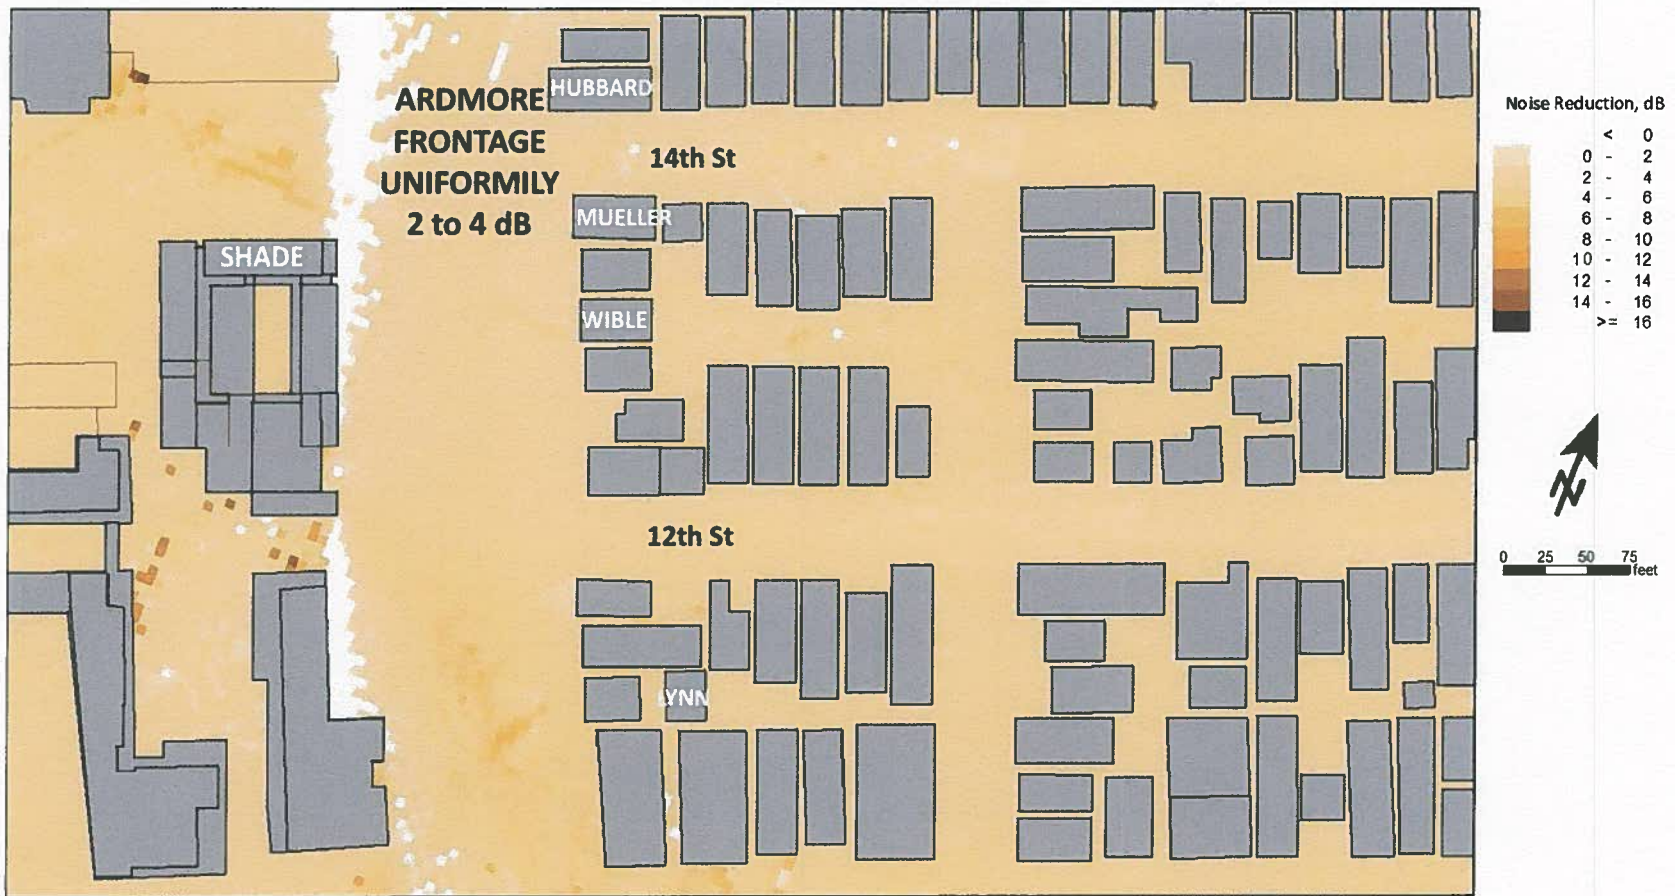 HUBBARD
ARDMORE
FRONTAGE
UNIFORMILY
2 to 4 dB
14th St
MUELLER
SHADE
WIBLE
12th St
LYNN
Noise Reduction, dB
< 0
0 - 2
2 - 4
4 - 6
6 - 8
8 - 10
10 - 12
12 - 14
14 - 16
>= 16
N
0 25 50 75
feet